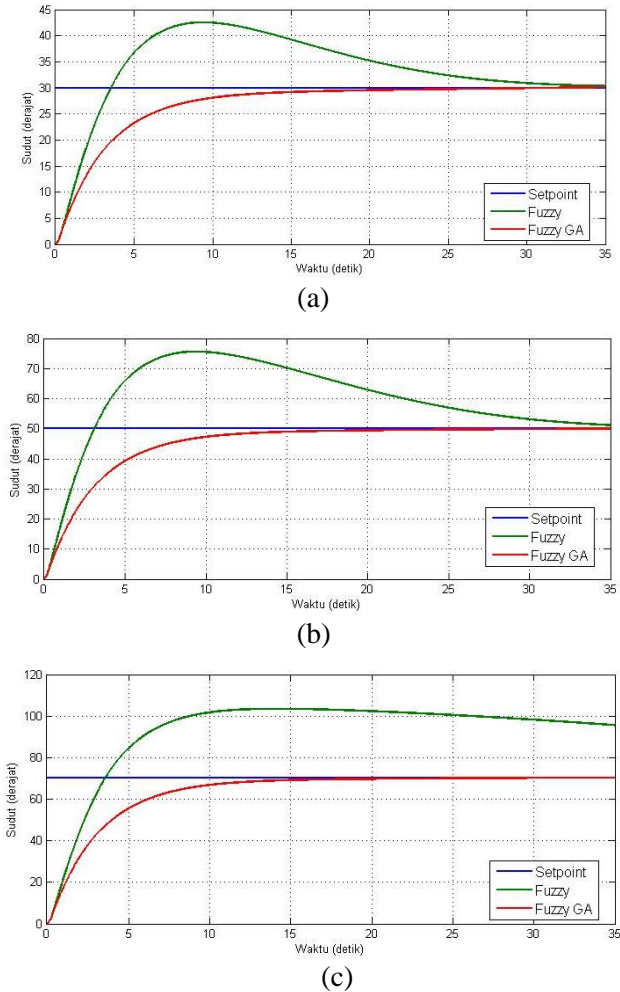 45
40
35
30
25
20
15
10
5
0
Sudut (derajat)
0 5 10 15 20 25 30 35
Waktu (detik)
Setpoint
Fuzzy
Fuzzy GA
(a)
80
70
60
50
40
30
20
10
0
Sudut (derajat)
0 5 10 15 20 25 30 35
Waktu (detik)
Setpoint
Fuzzy
Fuzzy GA
(b)
120
100
80
60
40
20
0
Sudut (derajat)
0 5 10 15 20 25 30 35
Waktu (detik)
Setpoint
Fuzzy
Fuzzy GA
(c)